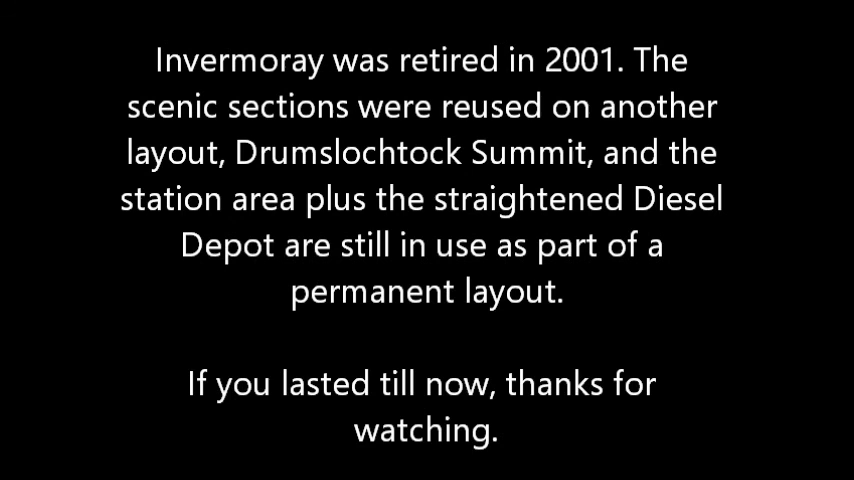 Invermoray was retired in 2001. The
scenic sections were reused on another
layout, Drumslochtock Summit, and the
station area plus the straightened Diesel
Depot are still in use as part of a
permanent layout.
If you lasted till now, thanks for
watching.